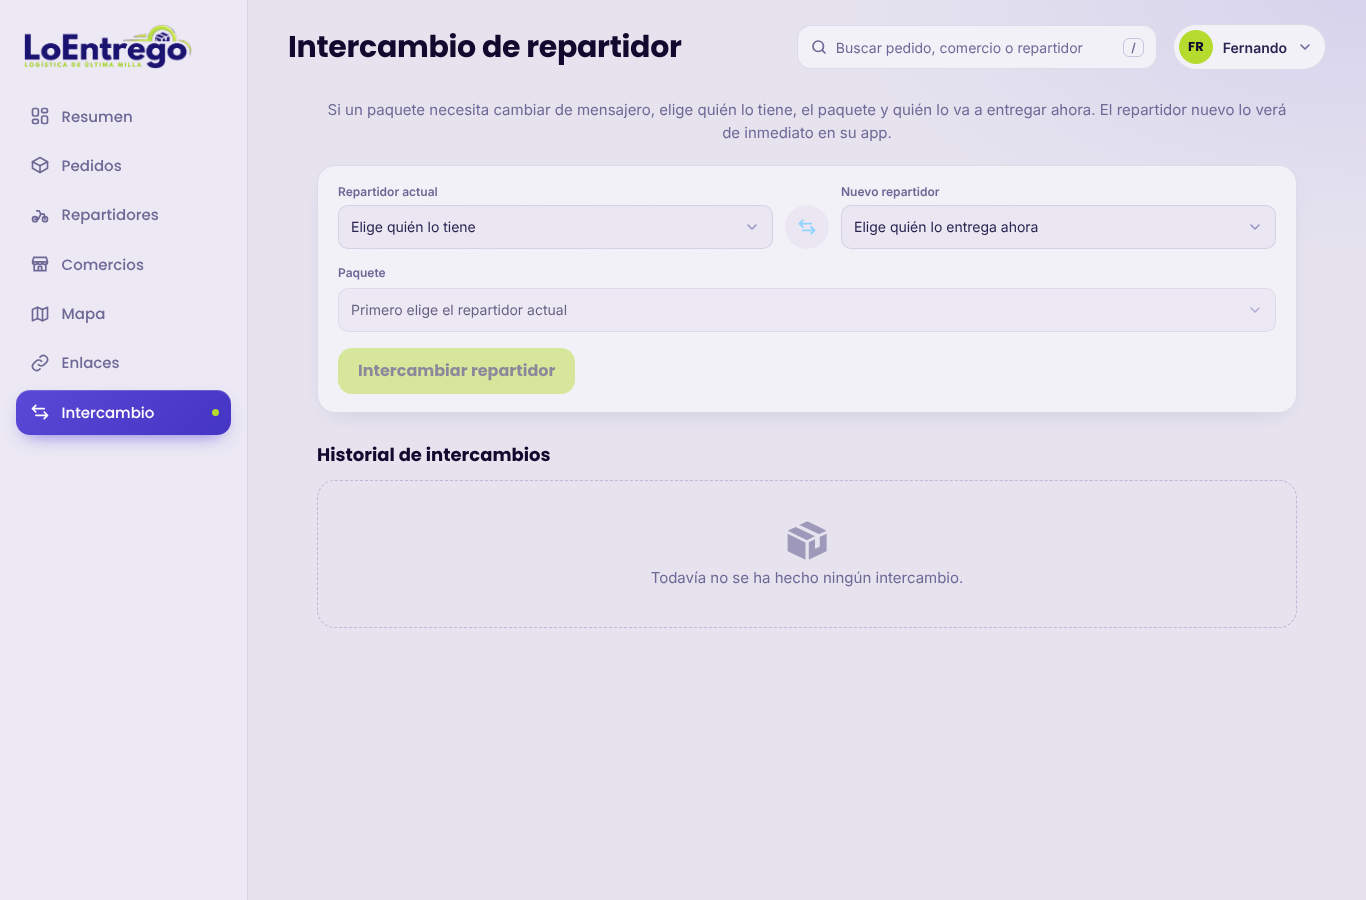 LoEntrego
LOGÍSTICA DE ÚLTIMA MILLA
Intercambio de repartidor
Buscar pedido, comercio o repartidor
/
FR
Fernando
Resumen
Pedidos
Repartidores
Comercios
Mapa
Enlaces
Intercambio
Si un paquete necesita cambiar de mensajero, elige quién lo tiene, el paquete y quién lo va a entregar ahora. El repartidor nuevo lo verá
de inmediato en su app.
Repartidor actual
Nuevo repartidor
Elige quién lo tiene
Elige quién lo entrega ahora
Paquete
Primero elige el repartidor actual
Intercambiar repartidor
Historial de intercambios
Todavía no se ha hecho ningún intercambio.